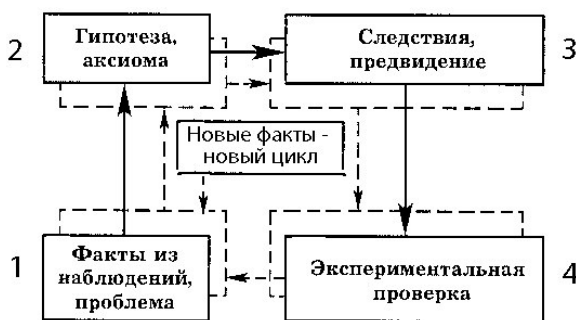 2
Гипотеза,
аксиома
Следствия,
предвидение
3
Новые факты -
новый цикл
1
Факты из
наблюдений,
проблема
Экспериментальная
проверка
4